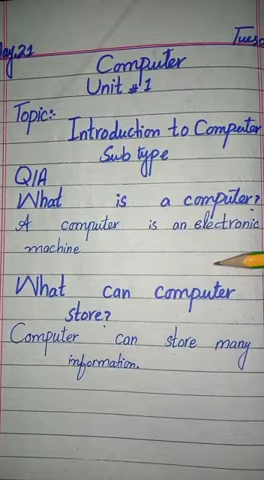 May, 21 Tuesd
Computer
Unit #1
Topic:-
Introduction to Computer
Sub type
Q/A
What is a computer?
A computer is an electronic
machine
What can computer
store?
Computer can store many
information.